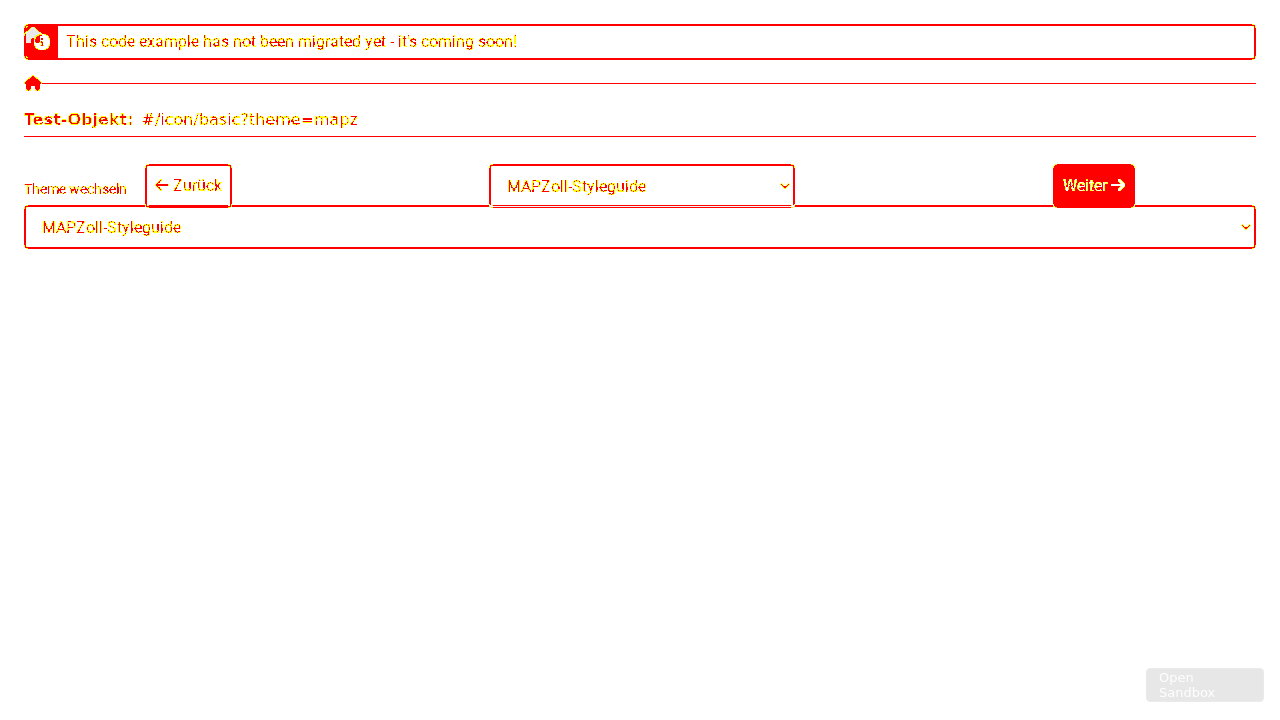 This code example has not been migrated yet - it's coming soon!
Test-Objekt: #/icon/basic?theme=mapz
Theme wechseln
← Zurück
MAPZoll-Styleguide
Weiter →
MAPZoll-Styleguide
Open
Sandbox